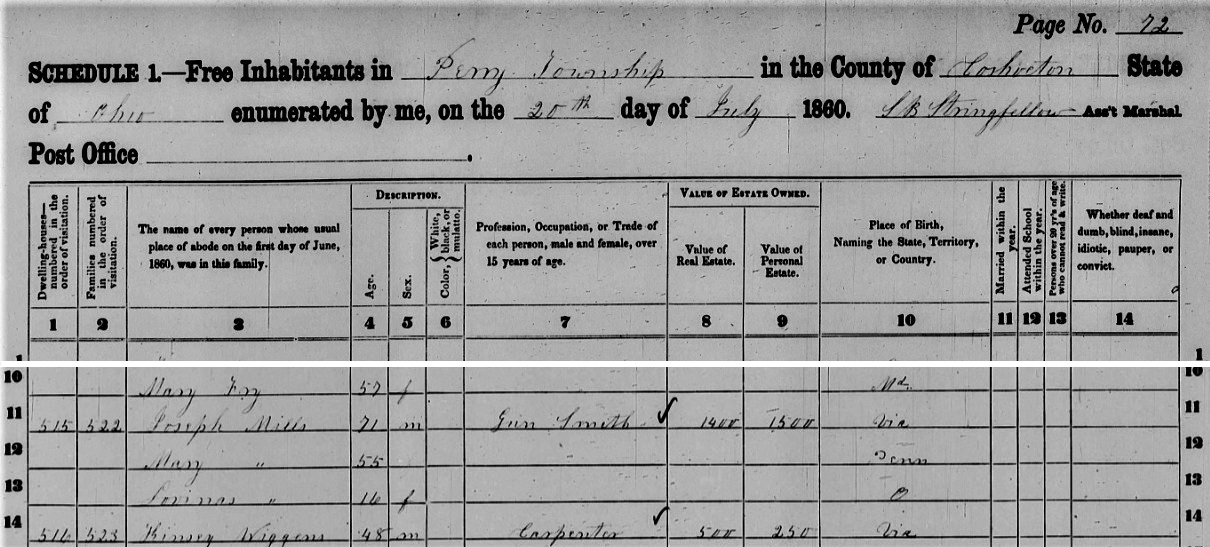 Page No. 72
SCHEDULE 1.—Free Inhabitants in Perry Township in the County of Coshocton State
of Ohio enumerated by me, on the 20th day of July 1860. S B Stringfellow Ass't Marshal
Post Office .
Dwelling-houses—numbered in the order of visitation.
Families numbered in the order of visitation.
The name of every person whose usual place of abode on the first day of June, 1860, was in this family.
DESCRIPTION.
Age.
Sex.
Color, { White, black, or mulatto.
Profession, Occupation, or Trade of each person, male and female, over 15 years of age.
VALUE OF ESTATE OWNED.
Value of Real Estate.
Value of Personal Estate.
Place of Birth, Naming the State, Territory, or Country.
Married within the year.
Attended School within the year.
Persons over 20 y'rs of age who cannot read & write.
Whether deaf and dumb, blind, insane, idiotic, pauper, or convict.
1 2 3 4 5 6 7 8 9 10 11 12 13 14
1 " 1
10 Mary Fry 57 f Md. 10
11 515 522 Joseph Mills 71 m Gun Smith ✓ 1400 1500 Via 11
12 Mary " 55 Penn 12
13 Lovinas " 16 f O 13
14 516 523 Kinsey Wiggens 48 m Carpenter ✓ 500 250 Via 14